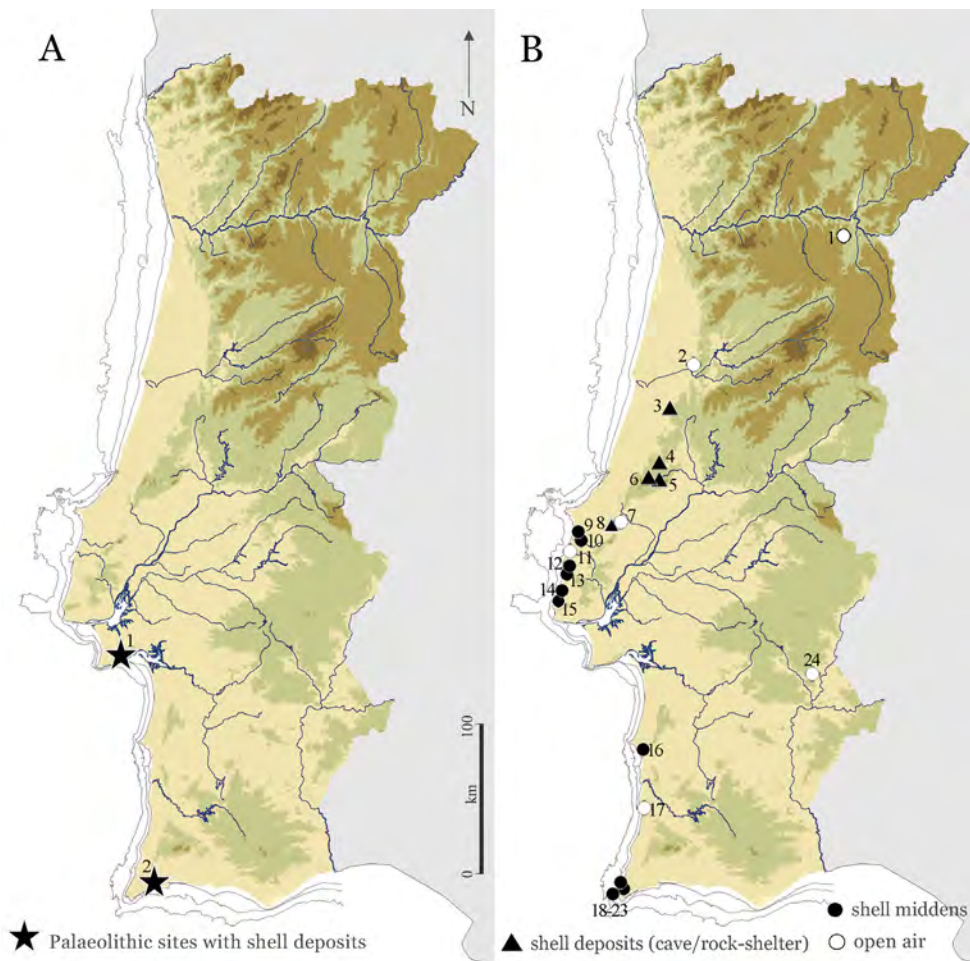 A
B
N
1
2
3
4
6
5
7
8
9
10
11
12
13
14
15
1
24
100
km
0
16
17
2
18-23
shell middens
Palaeolithic sites with shell deposits
shell deposits (cave/rock-shelter)
open air